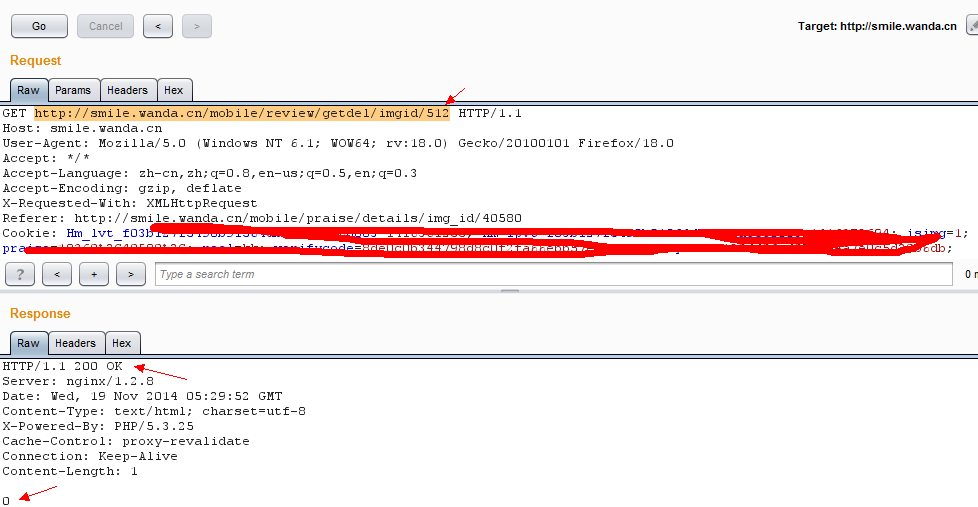 Go Cancel < > Target: http://smile.wanda.cn
Request
Raw Params Headers Hex
GET http://smile.wanda.cn/mobile/review/getdel/imgid/512 HTTP/1.1
Host: smile.wanda.cn
User-Agent: Mozilla/5.0 (Windows NT 6.1; WOW64; rv:18.0) Gecko/20100101 Firefox/18.0
Accept: */*
Accept-Language: zh-cn,zh;q=0.8,en-us;q=0.5,en;q=0.3
Accept-Encoding: gzip, deflate
X-Requested-With: XMLHttpRequest
Referer: http://smile.wanda.cn/mobile/praise/details/img_id/40580
Cookie: isimg=1;
? < + > Type a search term 0
Response
Raw Headers Hex
HTTP/1.1 200 OK
Server: nginx/1.2.8
Date: Wed, 19 Nov 2014 05:29:52 GMT
Content-Type: text/html; charset=utf-8
X-Powered-By: PHP/5.3.25
Cache-Control: proxy-revalidate
Connection: Keep-Alive
Content-Length: 1
0